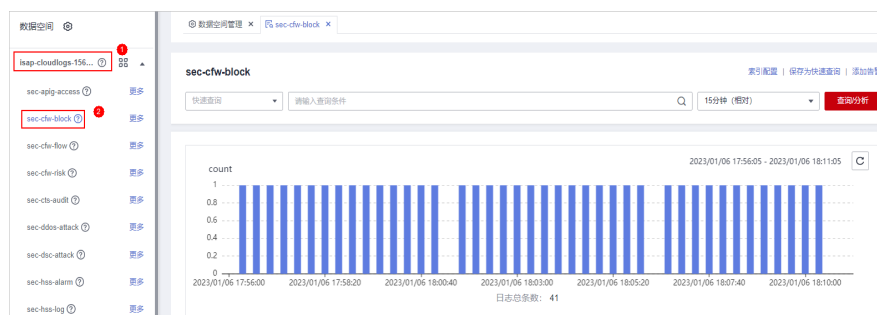 数据空间
数据空间管理 ×
sec-cfw-block ×
isap-cloudlogs-156...
1
sec-apig-access 更多
sec-cfw-block 更多
2
sec-cfw-flow 更多
sec-cfw-risk 更多
sec-cts-audit 更多
sec-ddos-attack 更多
sec-dsc-attack 更多
sec-hss-alarm 更多
sec-hss-log 更多
sec-cfw-block
索引配置 | 保存为快速查询 | 添加告警
快速查询
请输入查询条件
15分钟（相对）
查询/分析
2023/01/06 17:56:05 - 2023/01/06 18:11:05
count
1
0.8
0.6
0.4
0.2
0
2023/01/06 17:56:00 2023/01/06 17:58:20 2023/01/06 18:00:40 2023/01/06 18:03:00 2023/01/06 18:05:20 2023/01/06 18:07:40 2023/01/06 18:10:00
日志总条数： 41